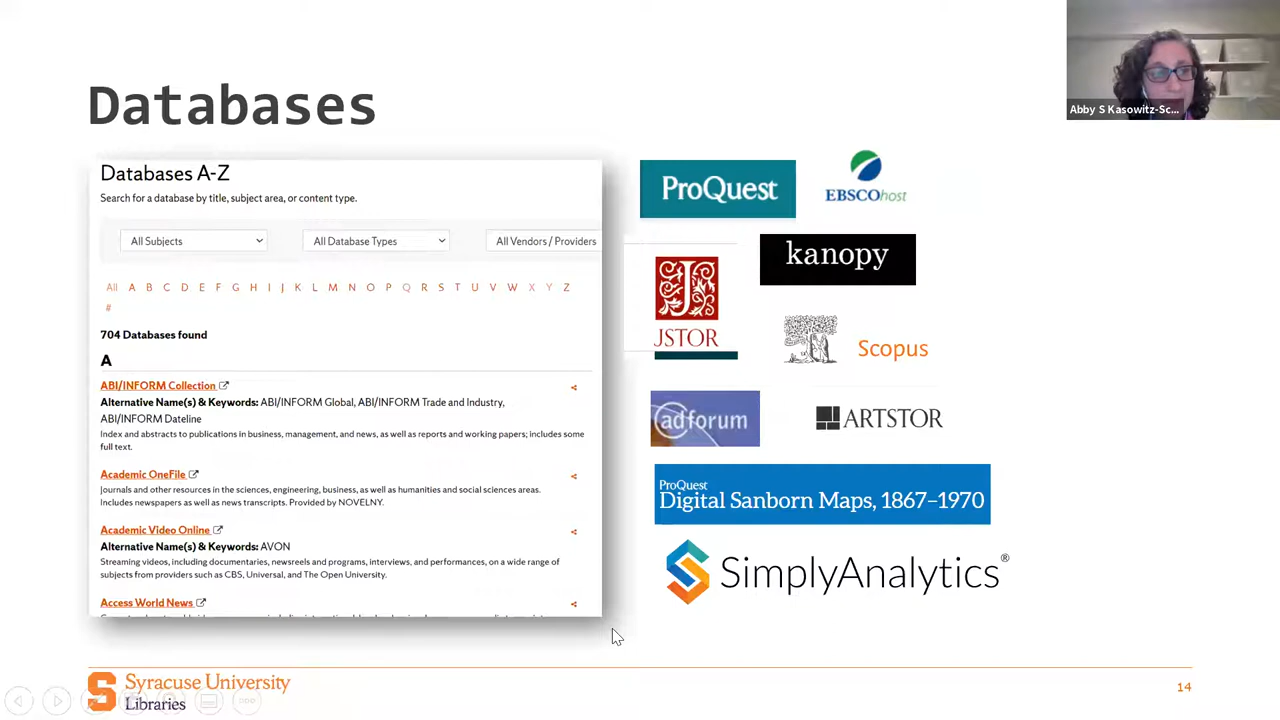 Databases
Abby S Kasowitz-Sc...
Databases A-Z
Search for a database by title, subject area, or content type.
All Subjects
All Database Types
All Vendors / Providers
All A B C D E F G H I J K L M N O P Q R S T U V W X Y Z
#
704 Databases found
A
ABI/INFORM Collection
Alternative Name(s) & Keywords: ABI/INFORM Global, ABI/INFORM Trade and Industry,
ABI/INFORM Dateline
Index and abstracts to publications in business, management, and news, as well as reports and working papers; includes some
full text.
Academic OneFile
Journals and other resources in the sciences, engineering, business, as well as humanities and social sciences areas.
Includes newspapers as well as news transcripts. Provided by NOVELNY.
Academic Video Online
Alternative Name(s) & Keywords: AVON
Streaming videos, including documentaries, newsreels and programs, interviews, and performances, on a wide range of
subjects from providers such as CBS, Universal, and The Open University.
Access World News
ProQuest
EBSCOhost
kanopy
J
JSTOR
Scopus
adforum
ARTSTOR
ProQuest
Digital Sanborn Maps, 1867–1970
SimplyAnalytics®
S
Syracuse University
Libraries
14